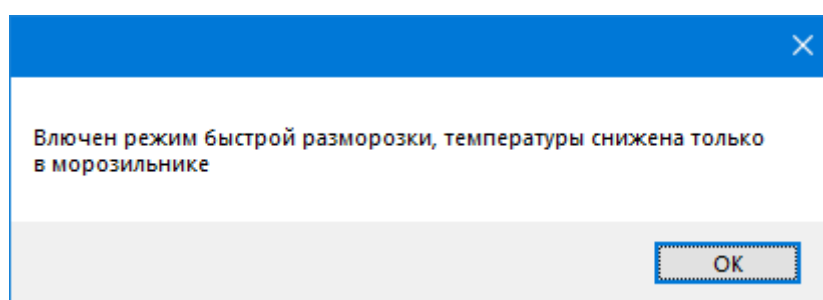 Влючен режим быстрой разморозки, температуры снижена только
в морозильнике
OK